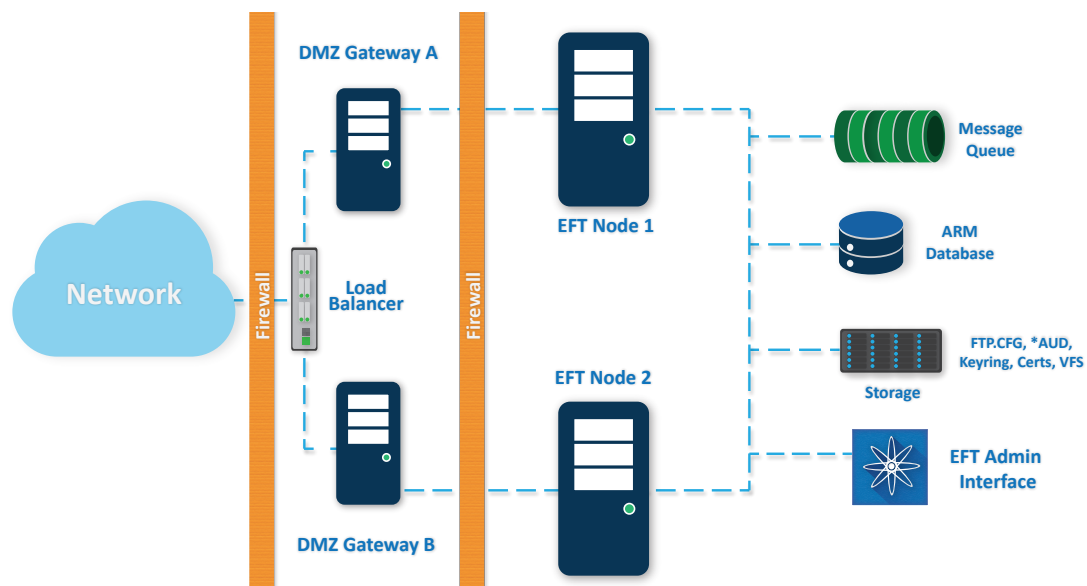 DMZ Gateway A
Network
Firewall
Load
Balancer
DMZ Gateway B
Firewall
EFT Node 1
EFT Node 2
Message
Queue
ARM
Database
FTP.CFG, *AUD,
Keyring, Certs, VFS
Storage
EFT Admin
Interface